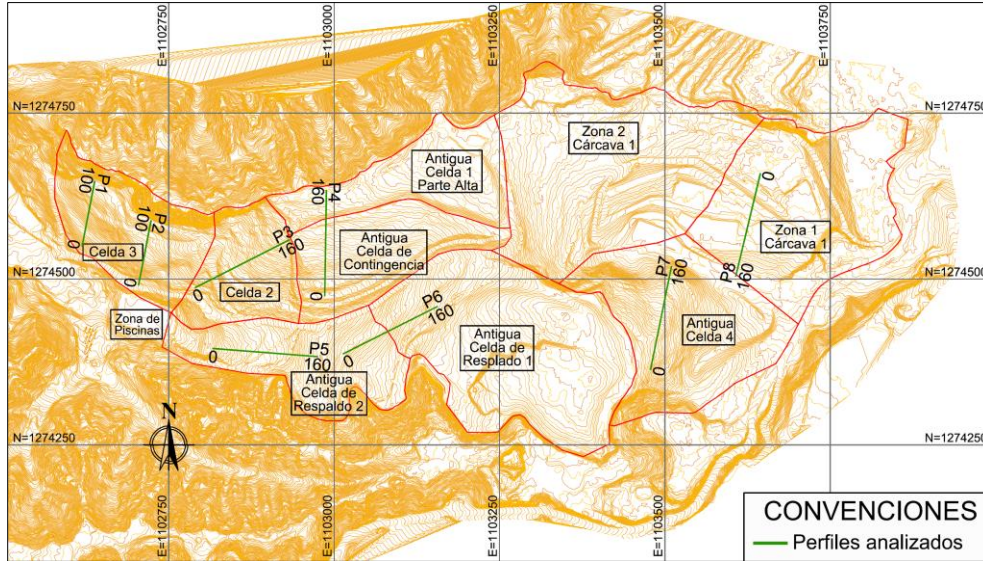 E=1102750
E=1103000
E=1103250
E=1103500
E=1103750
N=1274750
N=1274750
Zona 2
Cárcava 1
Antigua
Celda 1
Parte Alta
P1
100
0
P2
100
0
Celda 3
P3
160
0
Celda 2
P4
160
0
Antigua
Celda de
Contingencia
0
Zona 1
Cárcava 1
P8
160
N=1274500
N=1274500
P7
160
0
Antigua
Celda 4
Zona de
Piscinas
0
P5
160
P6
160
0
Antigua
Celda de
Resplado 1
Antigua
Celda de
Respaldo 2
N
N=1274250
N=1274250
E=1102750
E=1103000
E=1103250
E=1103500
CONVENCIONES
Perfiles analizados